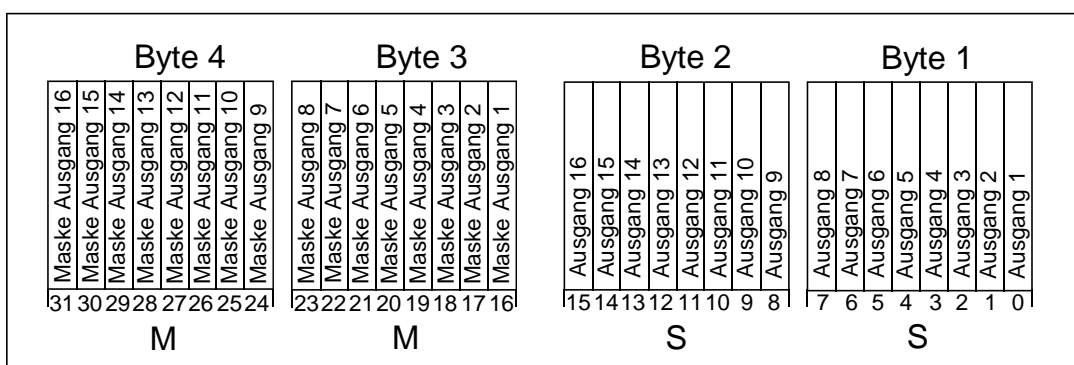 Byte 4
Byte 3
Byte 2
Byte 1
Maske Ausgang 16
Maske Ausgang 15
Maske Ausgang 14
Maske Ausgang 13
Maske Ausgang 12
Maske Ausgang 11
Maske Ausgang 10
Maske Ausgang 9
Maske Ausgang 8
Maske Ausgang 7
Maske Ausgang 6
Maske Ausgang 5
Maske Ausgang 4
Maske Ausgang 3
Maske Ausgang 2
Maske Ausgang 1
Ausgang 16
Ausgang 15
Ausgang 14
Ausgang 13
Ausgang 12
Ausgang 11
Ausgang 10
Ausgang 9
Ausgang 8
Ausgang 7
Ausgang 6
Ausgang 5
Ausgang 4
Ausgang 3
Ausgang 2
Ausgang 1
31 30 29 28 27 26 25 24
23 22 21 20 19 18 17 16
15 14 13 12 11 10 9 8
7 6 5 4 3 2 1 0
M
M
S
S